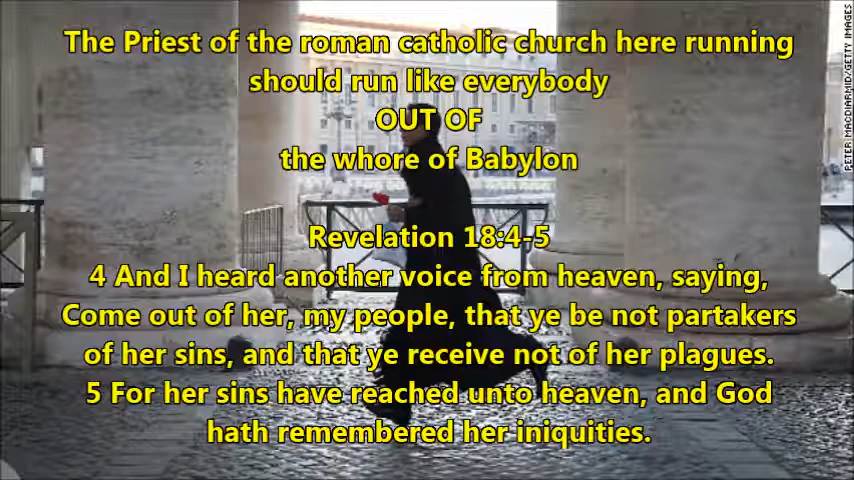 The Priest of the roman catholic church here running
should run like everybody
OUT OF
the whore of Babylon
Revelation 18:4-5
4 And I heard another voice from heaven, saying,
Come out of her, my people, that ye be not partakers
of her sins, and that ye receive not of her plagues.
5 For her sins have reached unto heaven, and God
hath remembered her iniquities.
PETER MACDIARMID/GETTY IMAGES